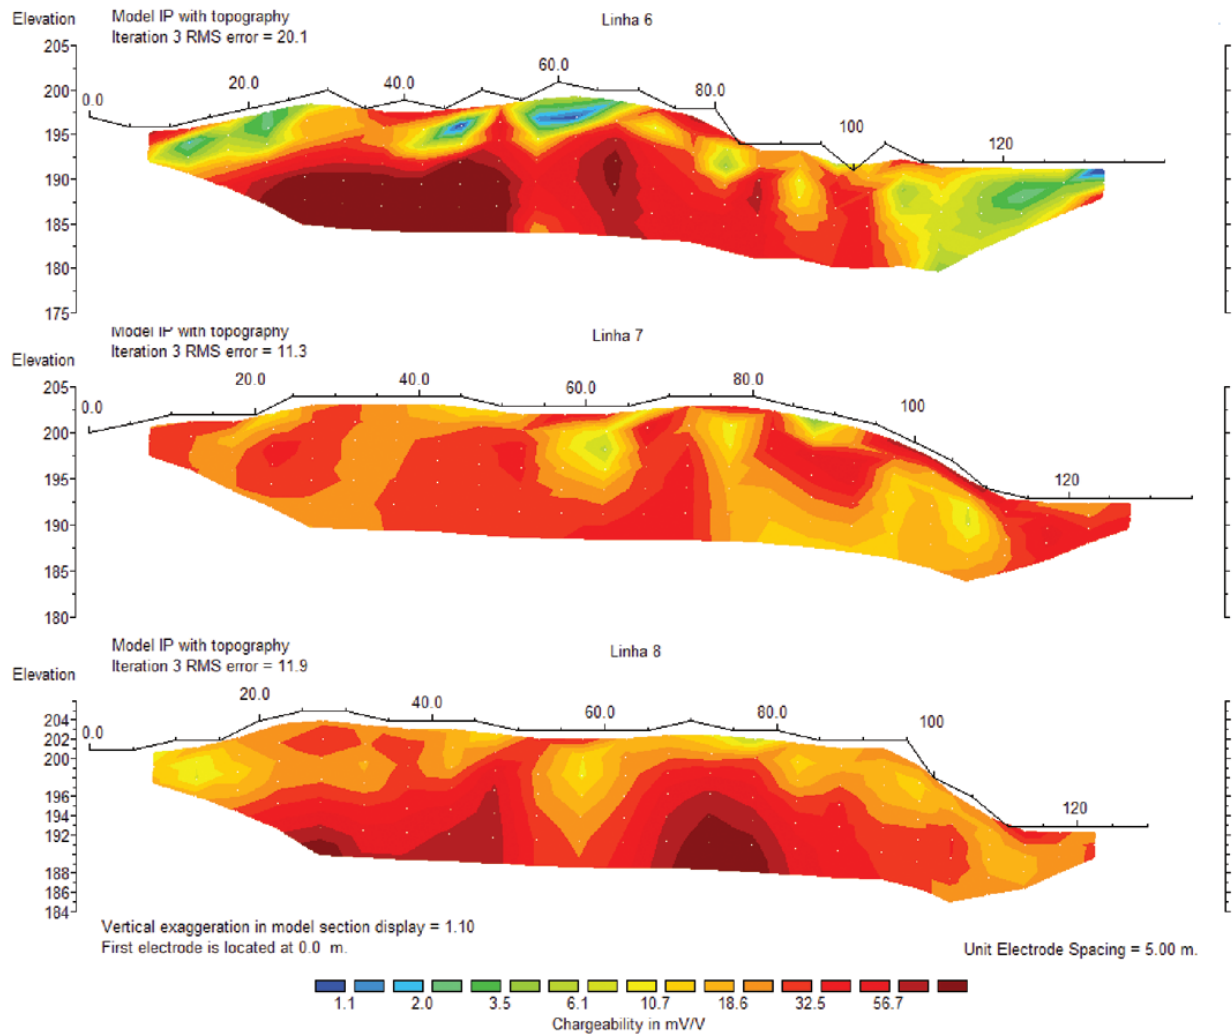 Elevation
Model IP with topography
Iteration 3 RMS error = 20.1
Linha 6
205
200
195
190
185
180
175
0.0
20.0
40.0
60.0
80.0
100
120
Model IP with topography
Iteration 3 RMS error = 11.3
Linha 7
Elevation
205
200
195
190
185
180
0.0
20.0
40.0
60.0
80.0
100
120
Model IP with topography
Iteration 3 RMS error = 11.9
Linha 8
Elevation
204
202
200
196
194
192
188
186
184
0.0
20.0
40.0
60.0
80.0
100
120
Vertical exaggeration in model section display = 1.10
First electrode is located at 0.0 m.
Unit Electrode Spacing = 5.00 m.
1.1 2.0 3.5 6.1 10.7 18.6 32.5 56.7
Chargeability in mV/V